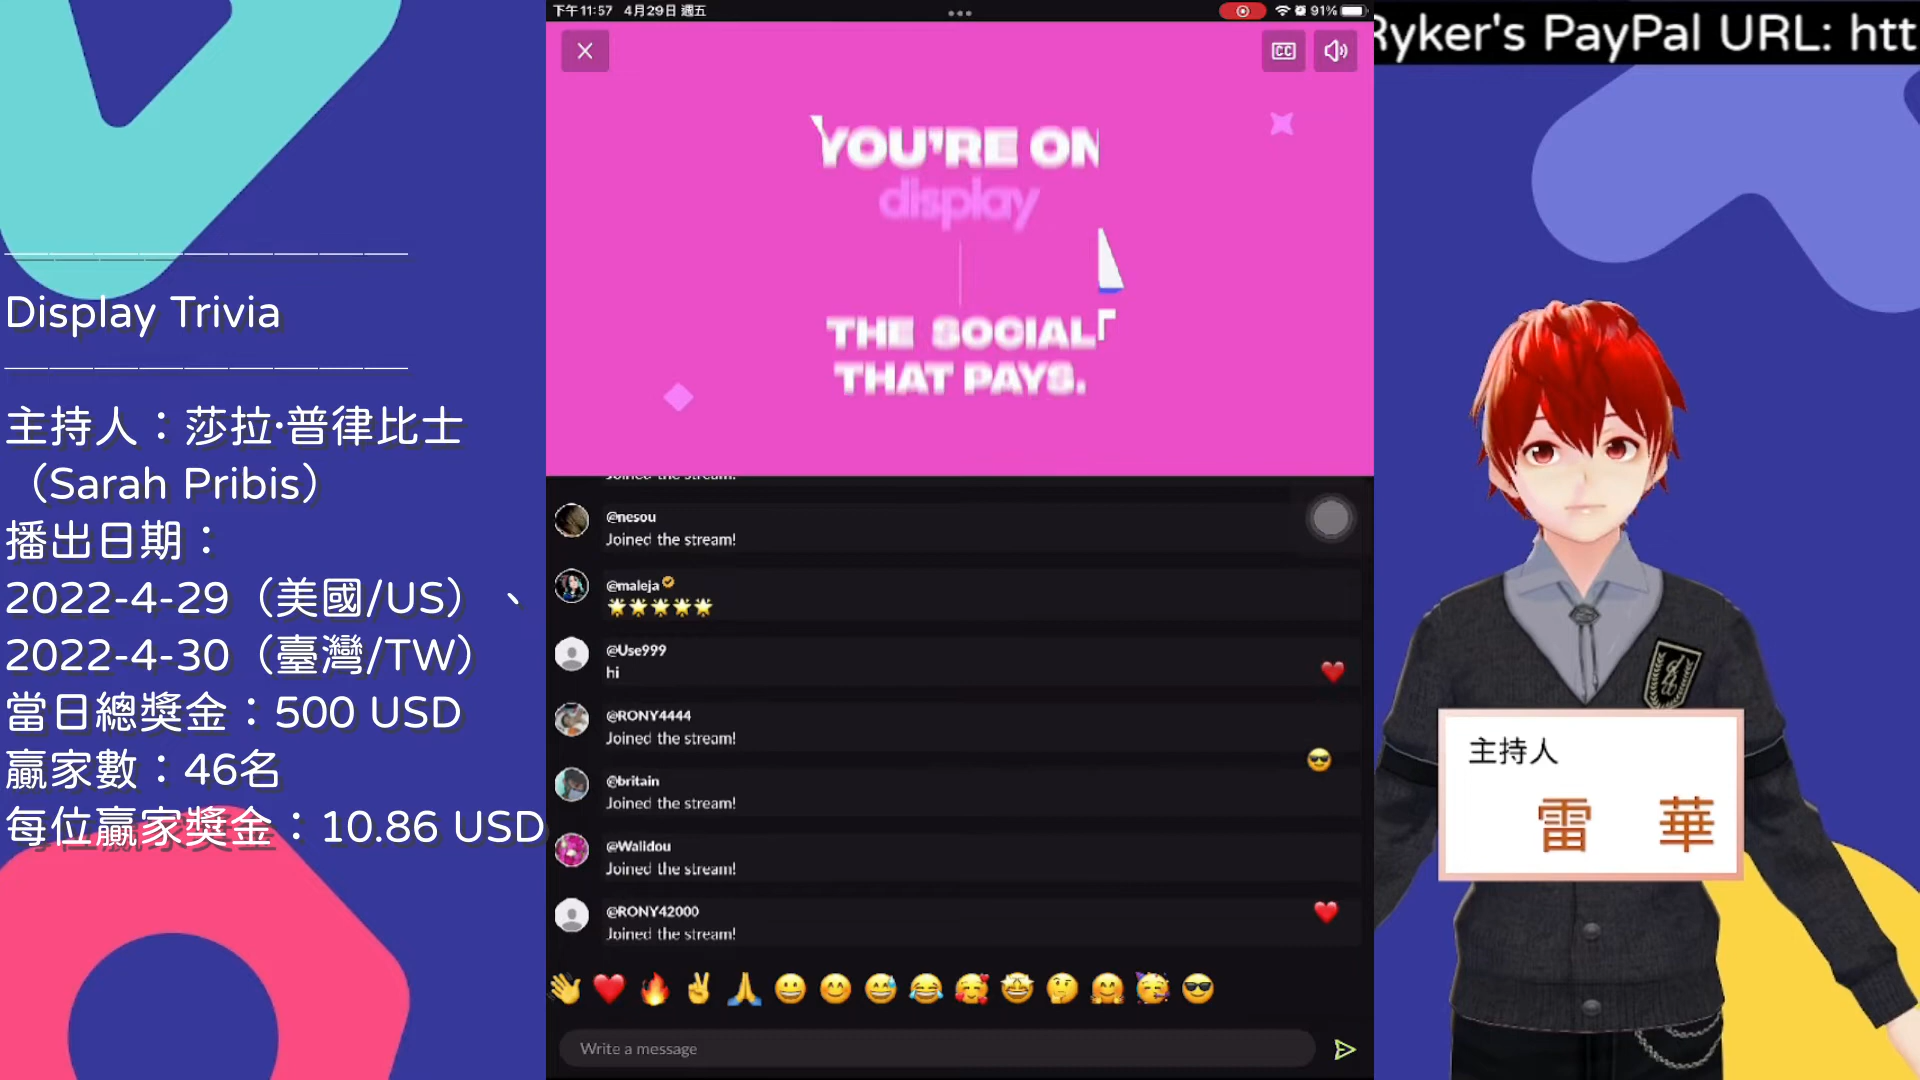 Display Trivia
主持人：莎拉·普律比士
（Sarah Pribis）
播出日期：
2022-4-29（美國/US）、
2022-4-30（臺灣/TW）
當日總獎金：500 USD
贏家數：46名
每位贏家獎金：10.86 USD
下午11:57 4月29日 週五
91%
CC
YOU'RE ON
display
THE SOCIAL
THAT PAYS.
Joined the stream!
@nesou
Joined the stream!
@maleja
🌟🌟🌟🌟🌟
@Use999
hi
@RONY4444
Joined the stream!
@britain
Joined the stream!
@Walidou
Joined the stream!
@RONY42000
Joined the stream!
Write a message
Ryker's PayPal URL: htt
主持人
雷 華